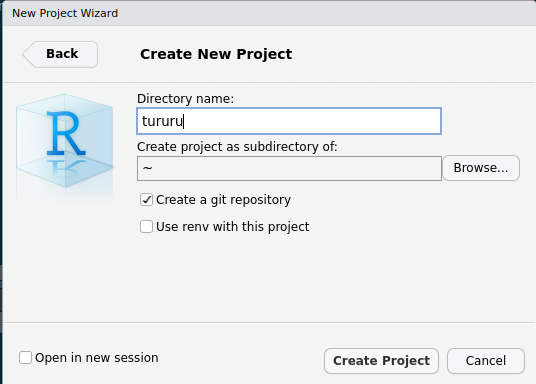 New Project Wizard
Back
Create New Project
Directory name:
tururu
Create project as subdirectory of:
~
Browse...
Create a git repository
Use renv with this project
R
Open in new session
Create Project
Cancel